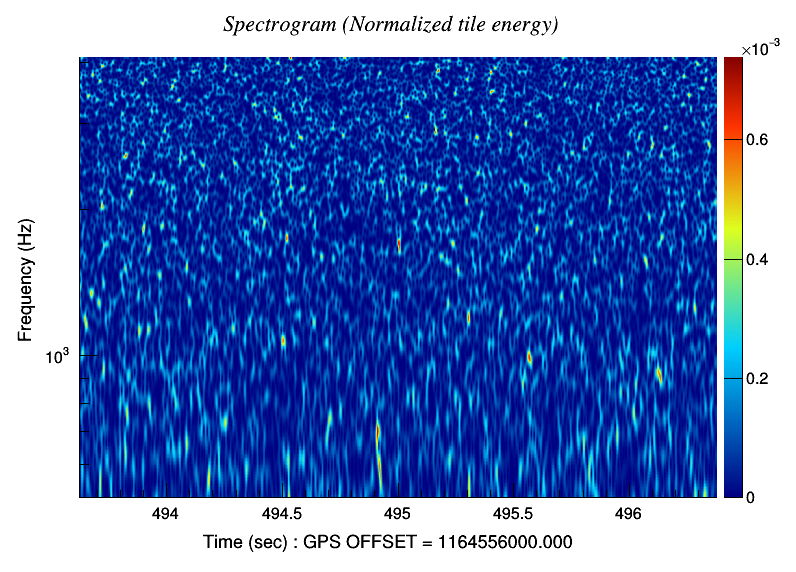 Spectrogram (Normalized tile energy)
×10⁻³
0.6
0.4
0.2
0
Frequency (Hz)
10³
494 494.5 495 495.5 496
Time (sec) : GPS OFFSET = 1164556000.000